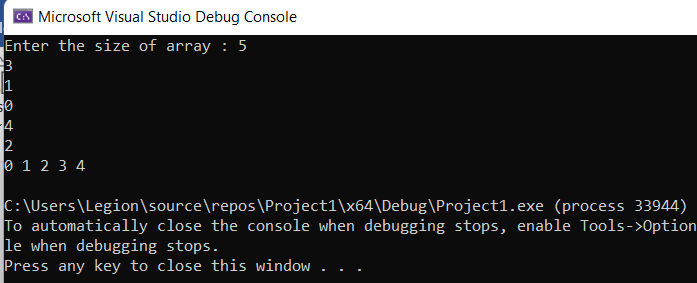 C:\ Microsoft Visual Studio Debug Console
Enter the size of array : 5
3
1
0
4
2
0 1 2 3 4
C:\Users\Legion\source\repos\Project1\x64\Debug\Project1.exe (process 33944)
To automatically close the console when debugging stops, enable Tools->Option
le when debugging stops.
Press any key to close this window . . .